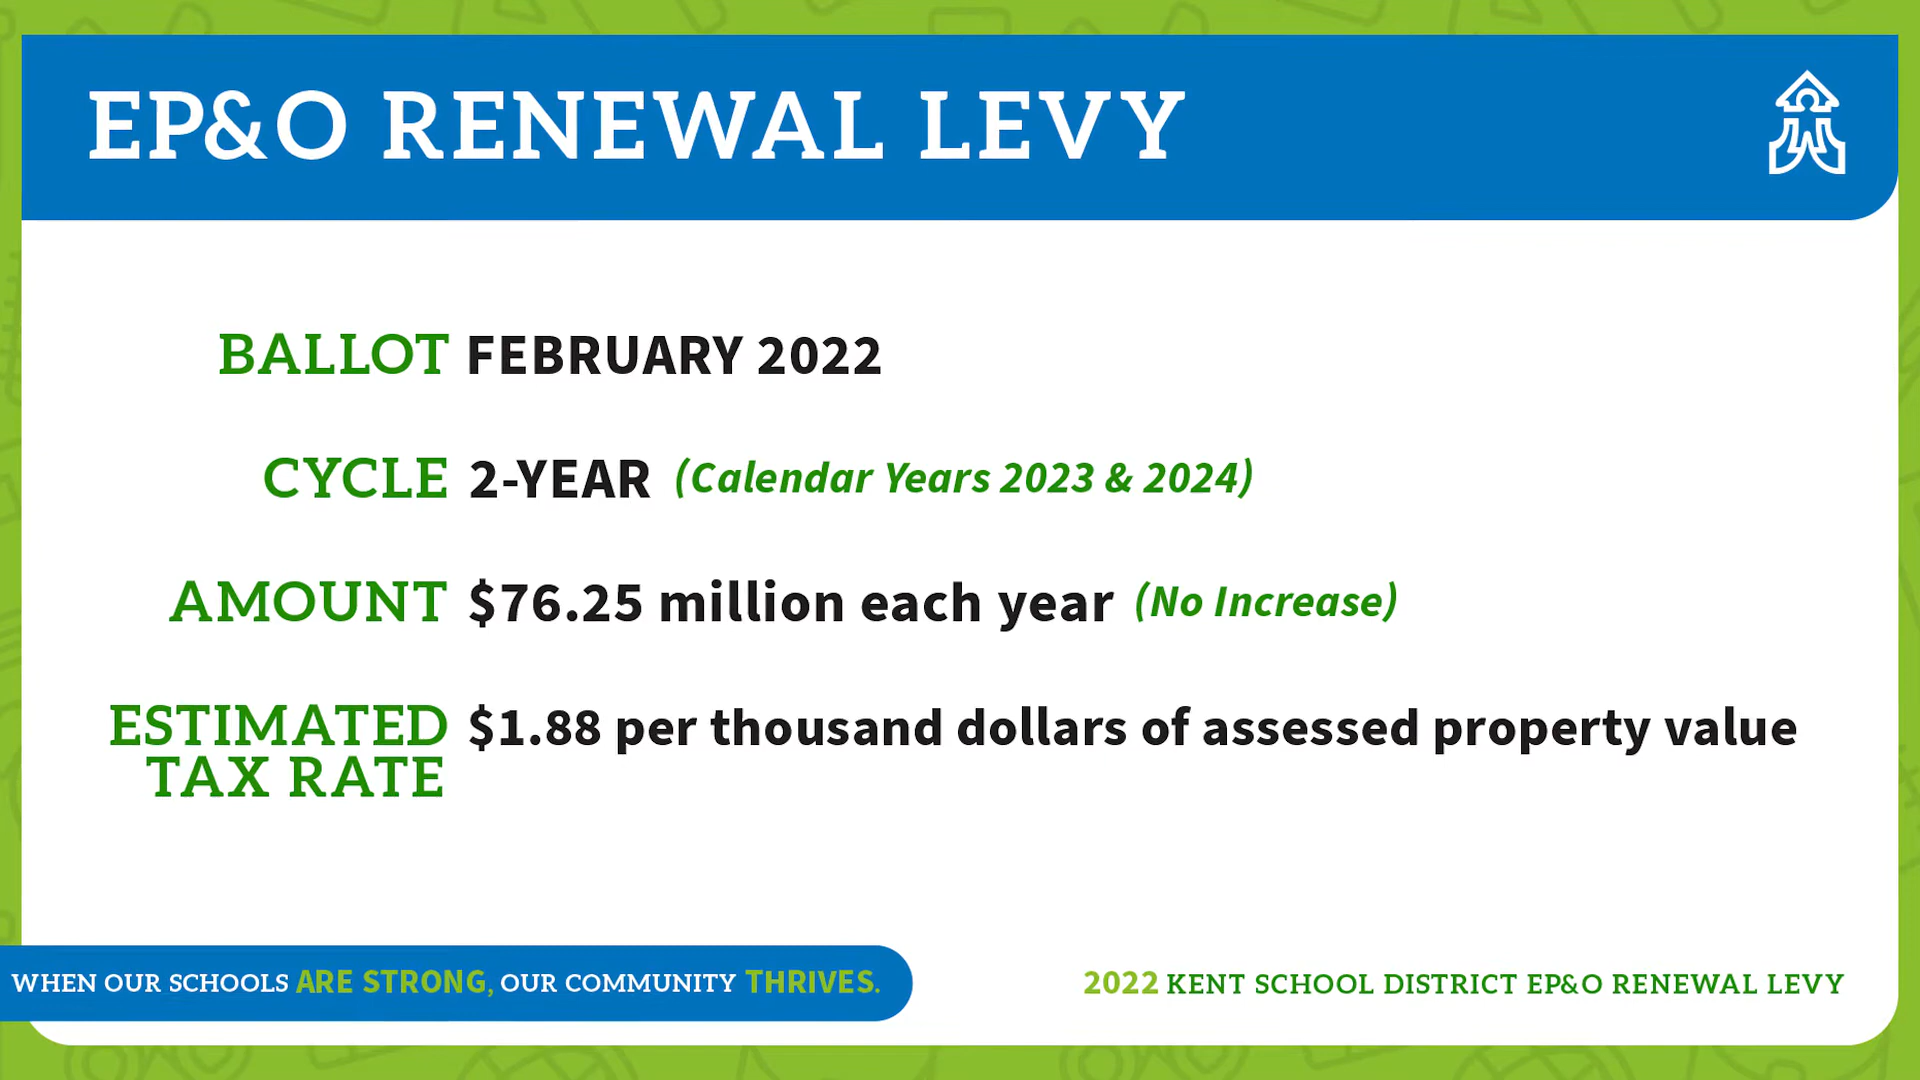 EP&O RENEWAL LEVY
BALLOT FEBRUARY 2022
CYCLE 2-YEAR (Calendar Years 2023 & 2024)
AMOUNT $76.25 million each year (No Increase)
ESTIMATED $1.88 per thousand dollars of assessed property value
TAX RATE
WHEN OUR SCHOOLS ARE STRONG, OUR COMMUNITY THRIVES.
2022 KENT SCHOOL DISTRICT EP&O RENEWAL LEVY